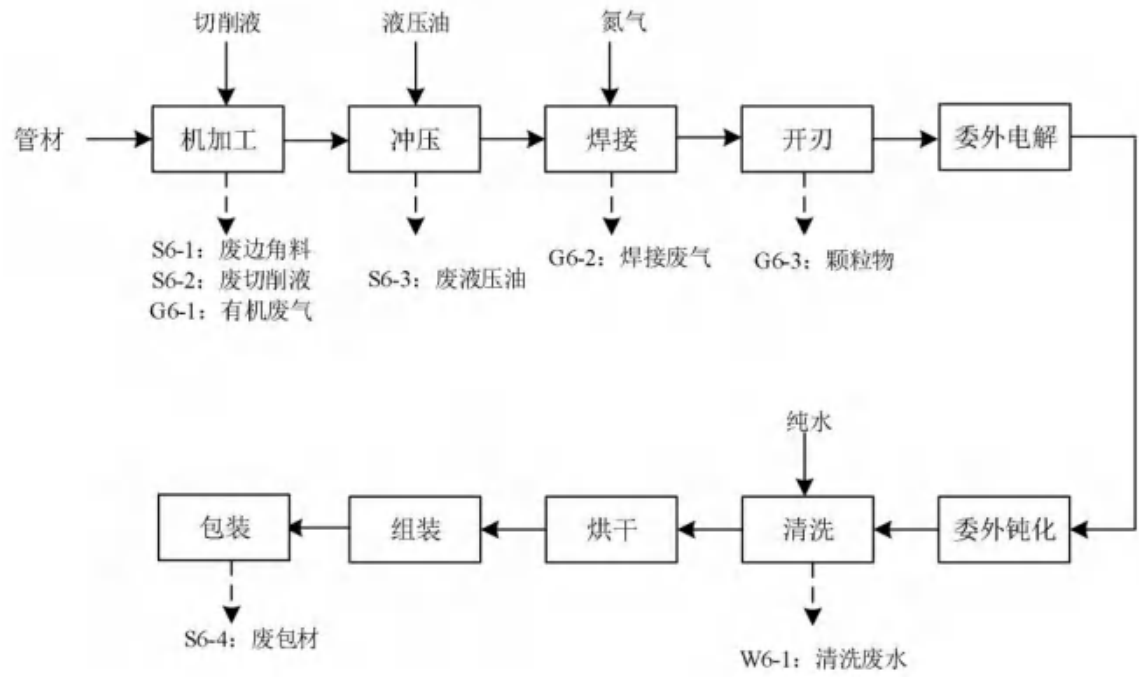 切削液
液压油
氮气
管材
机加工
冲压
焊接
开刃
委外电解
S6-1：废边角料
S6-2：废切削液
G6-1：有机废气
S6-3：废液压油
G6-2：焊接废气
G6-3：颗粒物
纯水
包装
组装
烘干
清洗
委外钝化
S6-4：废包材
W6-1：清洗废水